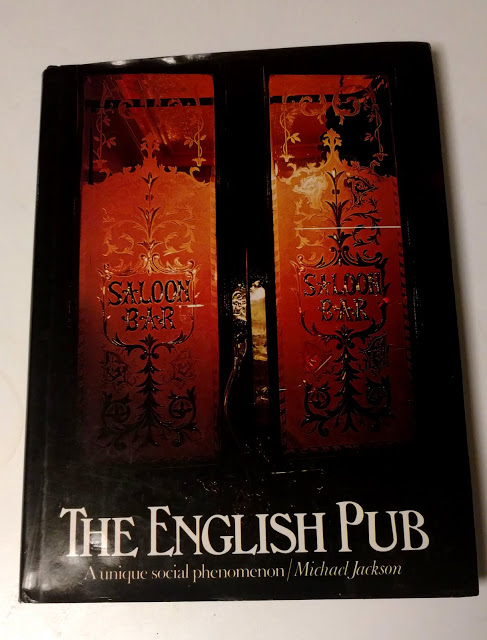 SALOON
BAR
SALOON
BAR
THE ENGLISH PUB
A unique social phenomenon / Michael Jackson